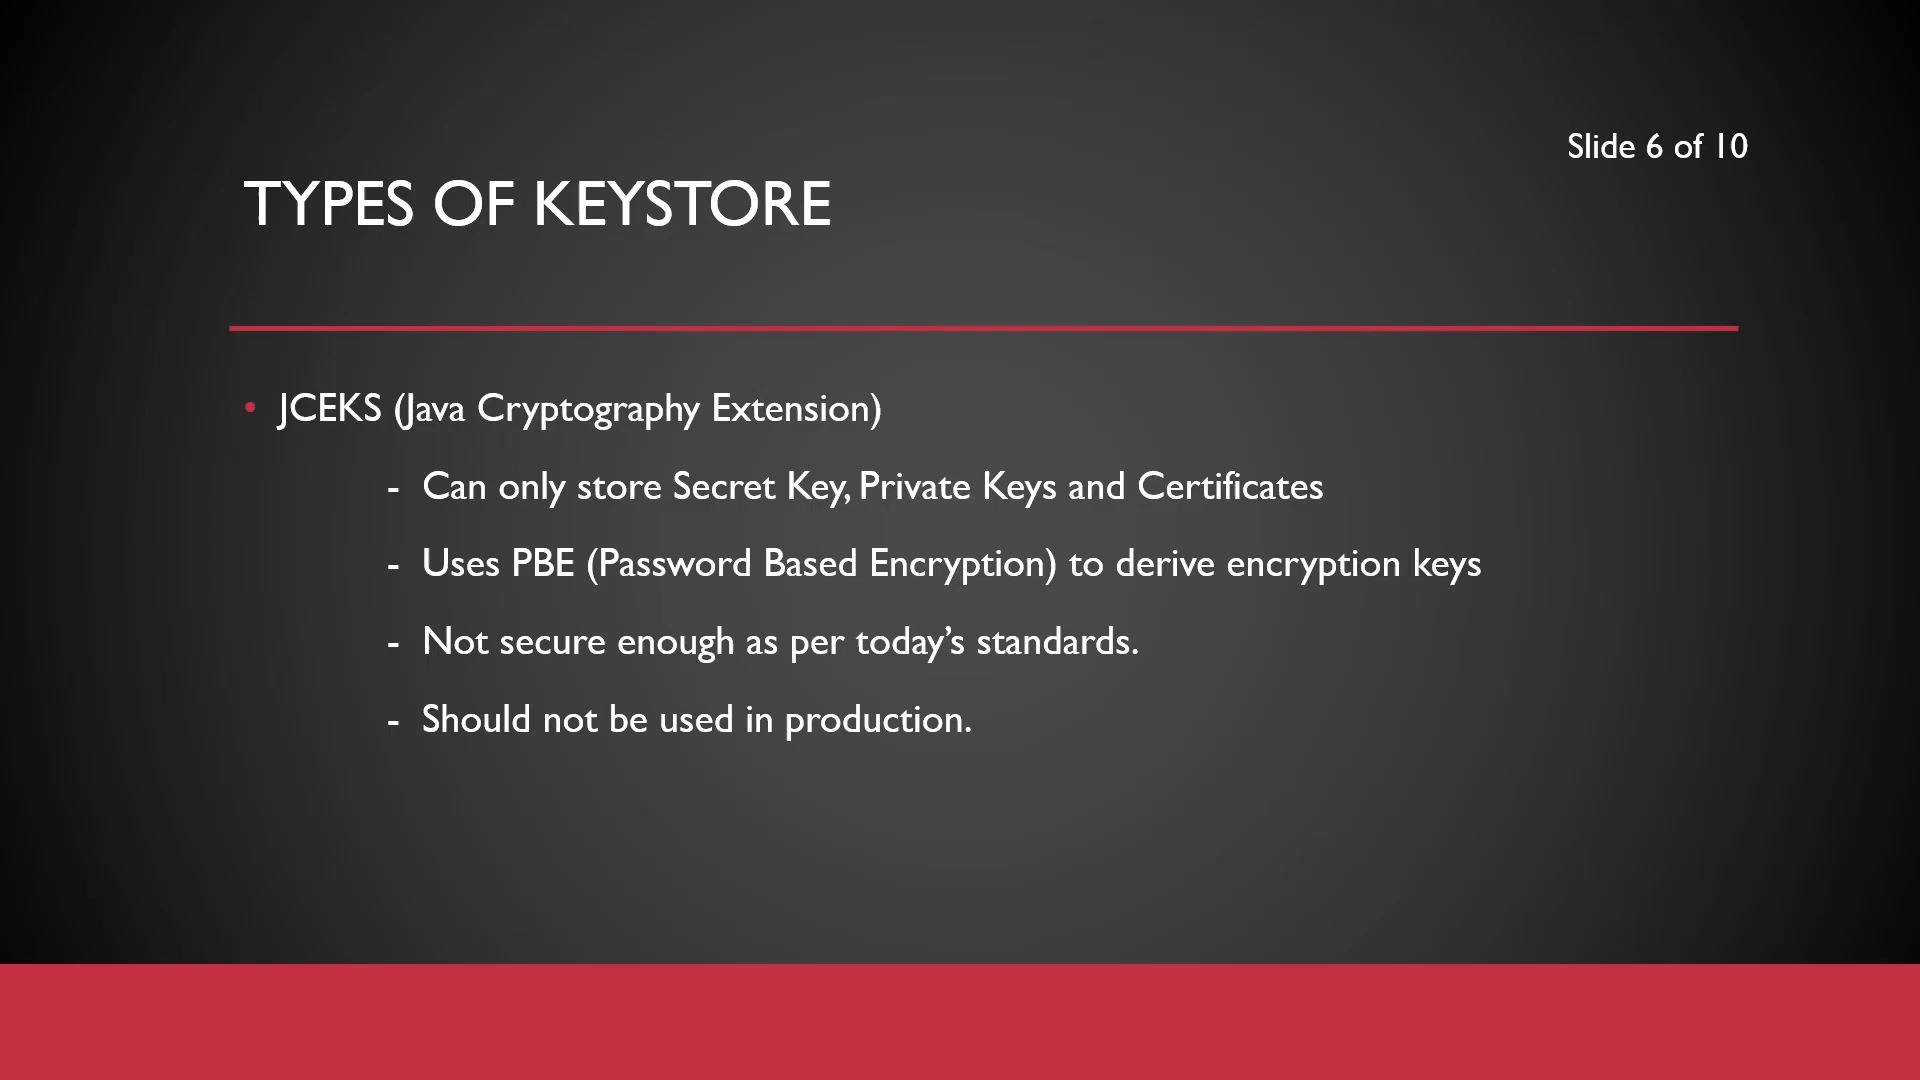 Slide 6 of 10
TYPES OF KEYSTORE
• JCEKS (Java Cryptography Extension)
- Can only store Secret Key, Private Keys and Certificates
- Uses PBE (Password Based Encryption) to derive encryption keys
- Not secure enough as per today’s standards.
- Should not be used in production.